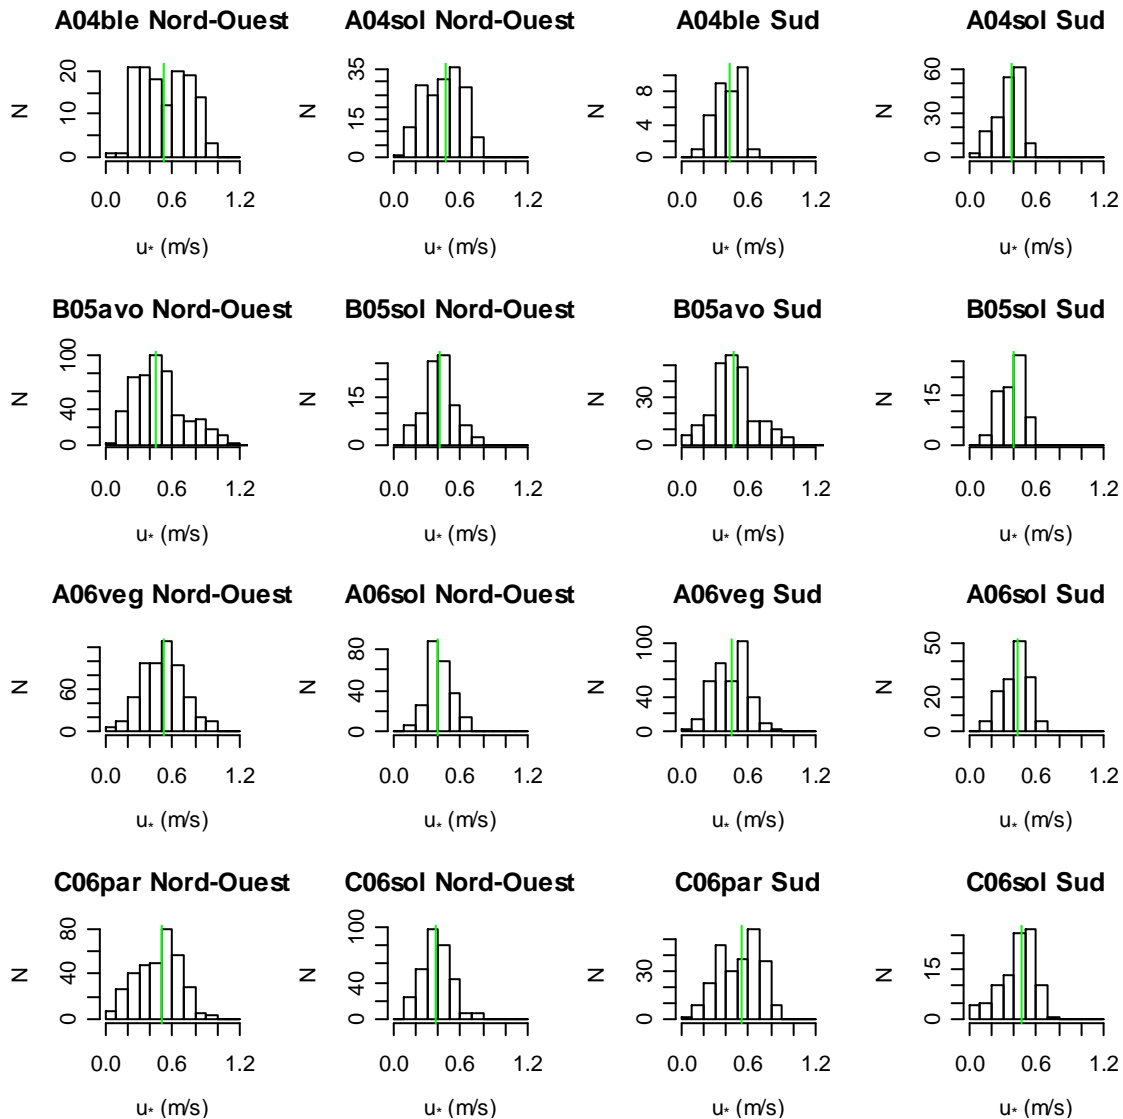 A04ble Nord-Ouest
N
0 10 20
0.0 0.6 1.2
u* (m/s)
A04sol Nord-Ouest
N
0 15 35
0.0 0.6 1.2
u* (m/s)
A04ble Sud
N
0 4 8
0.0 0.6 1.2
u* (m/s)
A04sol Sud
N
0 30 60
0.0 0.6 1.2
u* (m/s)
B05avo Nord-Ouest
N
0 40 100
0.0 0.6 1.2
u* (m/s)
B05sol Nord-Ouest
N
0 15
0.0 0.6 1.2
u* (m/s)
B05avo Sud
N
0 30
0.0 0.6 1.2
u* (m/s)
B05sol Sud
N
0 15
0.0 0.6 1.2
u* (m/s)
A06veg Nord-Ouest
N
0 60
0.0 0.6 1.2
u* (m/s)
A06sol Nord-Ouest
N
0 40 80
0.0 0.6 1.2
u* (m/s)
A06veg Sud
N
0 40 100
0.0 0.6 1.2
u* (m/s)
A06sol Sud
N
0 20 50
0.0 0.6 1.2
u* (m/s)
C06par Nord-Ouest
N
0 40 80
0.0 0.6 1.2
u* (m/s)
C06sol Nord-Ouest
N
0 40 100
0.0 0.6 1.2
u* (m/s)
C06par Sud
N
0 30
0.0 0.6 1.2
u* (m/s)
C06sol Sud
N
0 15
0.0 0.6 1.2
u* (m/s)